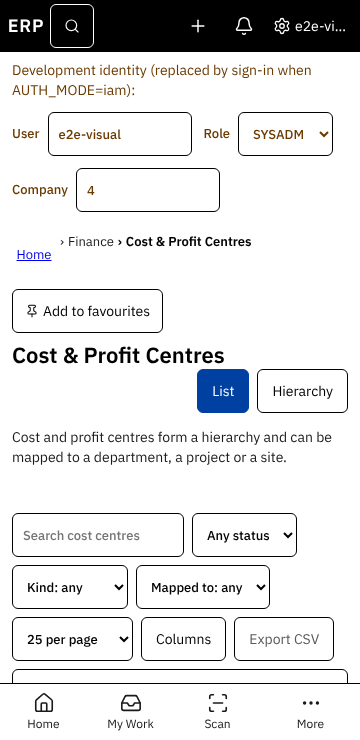 ERP e2e-vi...
Development identity (replaced by sign-in when
AUTH_MODE=iam):
User e2e-visual Role SYSADM
Company 4
Home › Finance › Cost & Profit Centres
Add to favourites
Cost & Profit Centres
List Hierarchy
Cost and profit centres form a hierarchy and can be
mapped to a department, a project or a site.
Search cost centres Any status
Kind: any Mapped to: any
25 per page Columns Export CSV
Home My Work Scan More